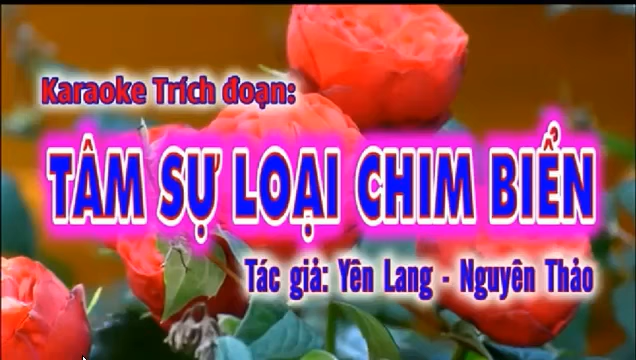 Karaoke Trích đoạn:
TÂM SỰ LOẠI CHIM BIỂN
Tác giả: Yên Lang - Nguyên Thảo